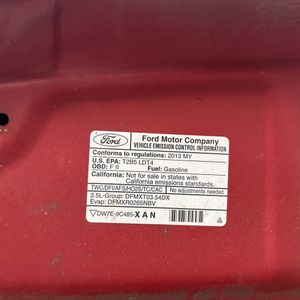 Ford
Ford Motor Company
VEHICLE EMISSION CONTROL INFORMATION
Conforms to regulations: 2013 MY
U.S. EPA: T2B5 LDT4
OBD: F II Fuel: Gasoline
California: Not for sale in states with
California emissions standards.
TWC/DFI/AFS/HO2S/TC/CAC No adjustments needed.
3.5L-Group: DFMXT03.54DX
Evap: DFMXR0265NBV
DW7E-9C485-XAN